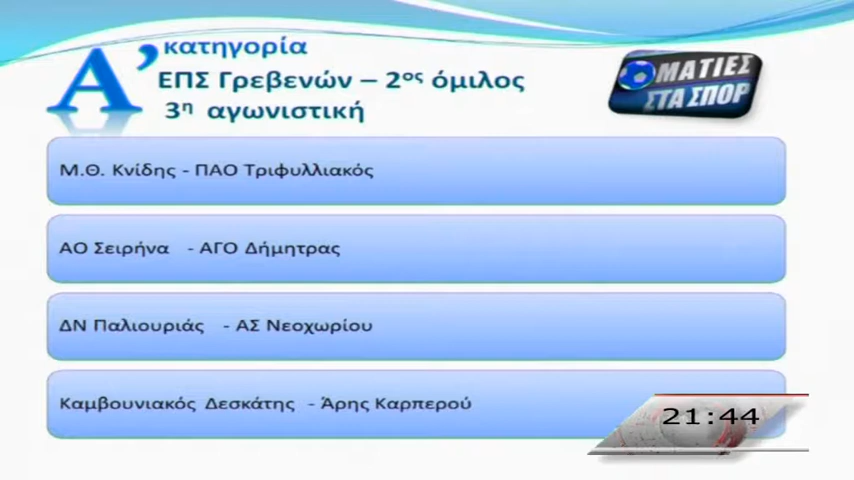 Α' κατηγορία
ΕΠΣ Γρεβενών – 2ος όμιλος
3η αγωνιστική
ΜΑΤΙΕΣ
ΣΤΑ ΣΠΟΡ
Μ.Θ. Κνίδης - ΠΑΟ Τριφυλλιακός
ΑΟ Σειρήνα - ΑΓΟ Δήμητρας
ΔΝ Παλιουριάς - ΑΣ Νεοχωρίου
Καμβουνιακός Δεσκάτης - Άρης Καρπερού
21:44